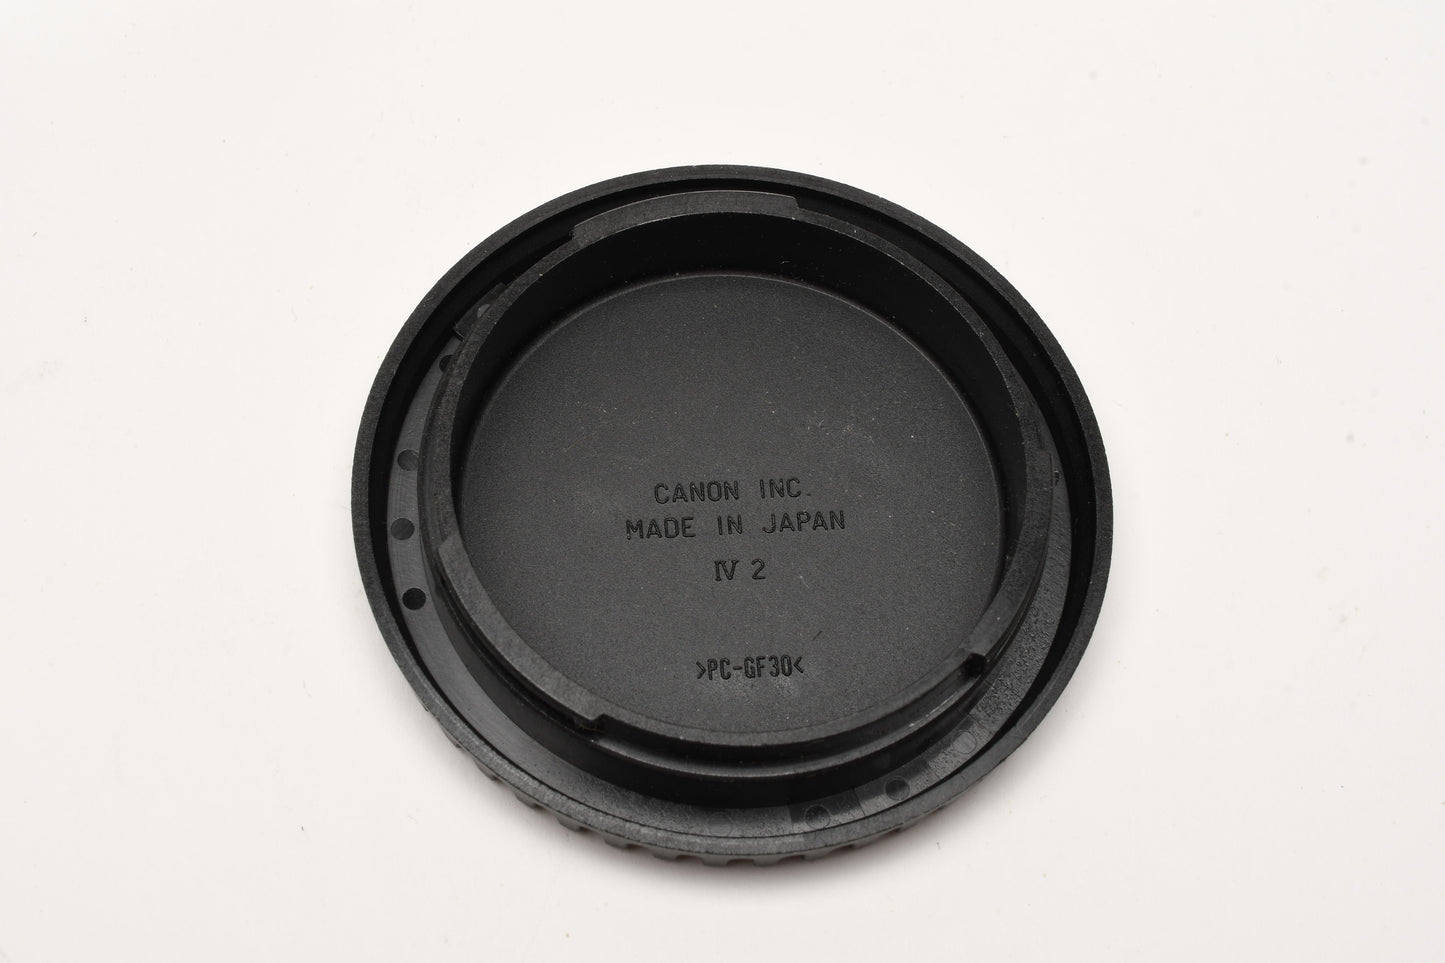 CANON INC.
MADE IN JAPAN
IV 2
>PC-GF30<